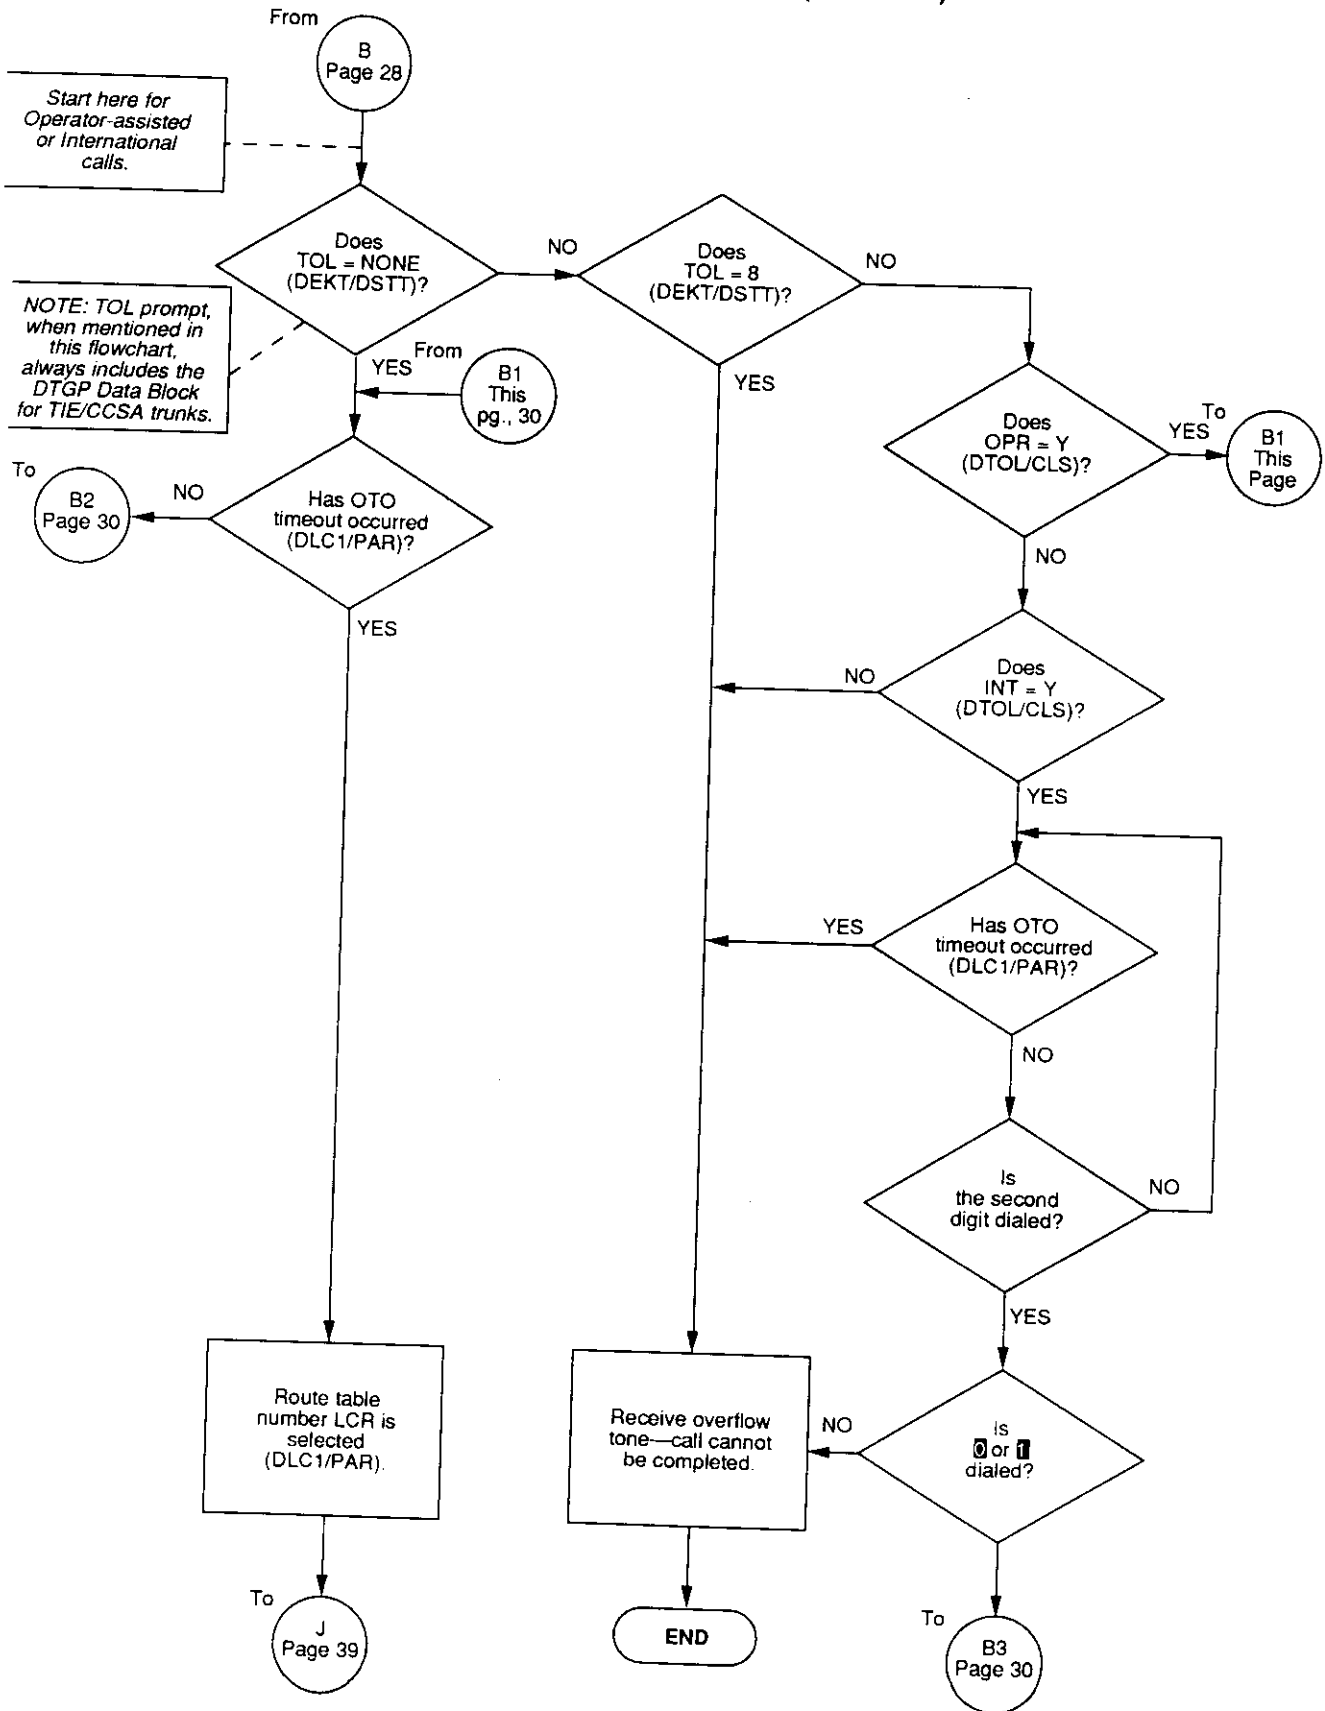 From
B
Page 28
Start here for
Operator-assisted
or International
calls.
Does
TOL = NONE
(DEKT/DSTT)?
NO
Does
TOL = 8
(DEKT/DSTT)?
NO
NOTE: TOL prompt,
when mentioned in
this flowchart,
always includes the
DTGP Data Block
for TIE/CCSA trunks.
YES
From
B1
This
pg., 30
YES
Does
OPR = Y
(DTOL/CLS)?
YES
To
B1
This
Page
To
B2
Page 30
NO
Has OTO
timeout occurred
(DLC1/PAR)?
NO
YES
Does
INT = Y
(DTOL/CLS)?
NO
YES
Has OTO
timeout occurred
(DLC1/PAR)?
YES
NO
Is
the second
digit dialed?
NO
YES
Route table
number LCR is
selected
(DLC1/PAR).
Receive overflow
tone—call cannot
be completed.
NO
Is
0 or 1
dialed?
To
J
Page 39
END
To
B3
Page 30